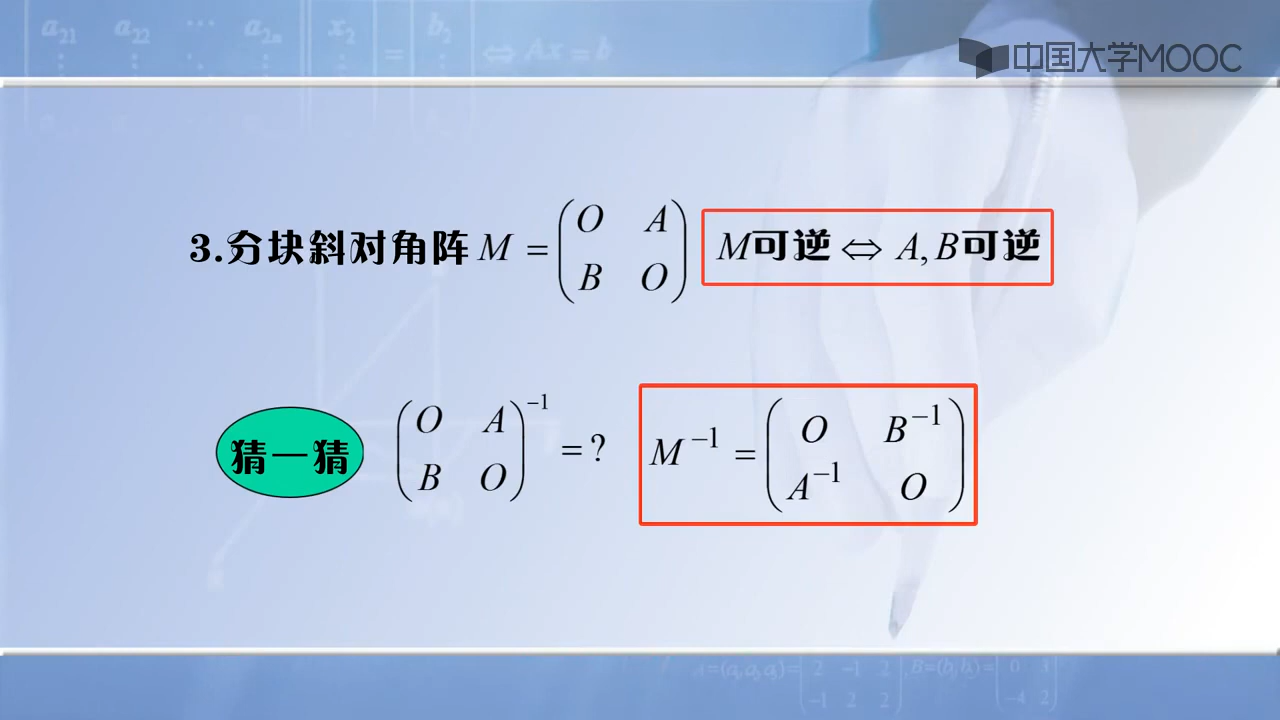 a₂₁ a₂₂ ⋯ a₂ₙ x₂ = b₂ ⇔ Ax = b
中国大学MOOC
3.分块斜对角阵 M = (O A; B O) M可逆 ⇔ A, B可逆
猜一猜 (O A; B O)⁻¹ = ? M⁻¹ = (O B⁻¹; A⁻¹ O)